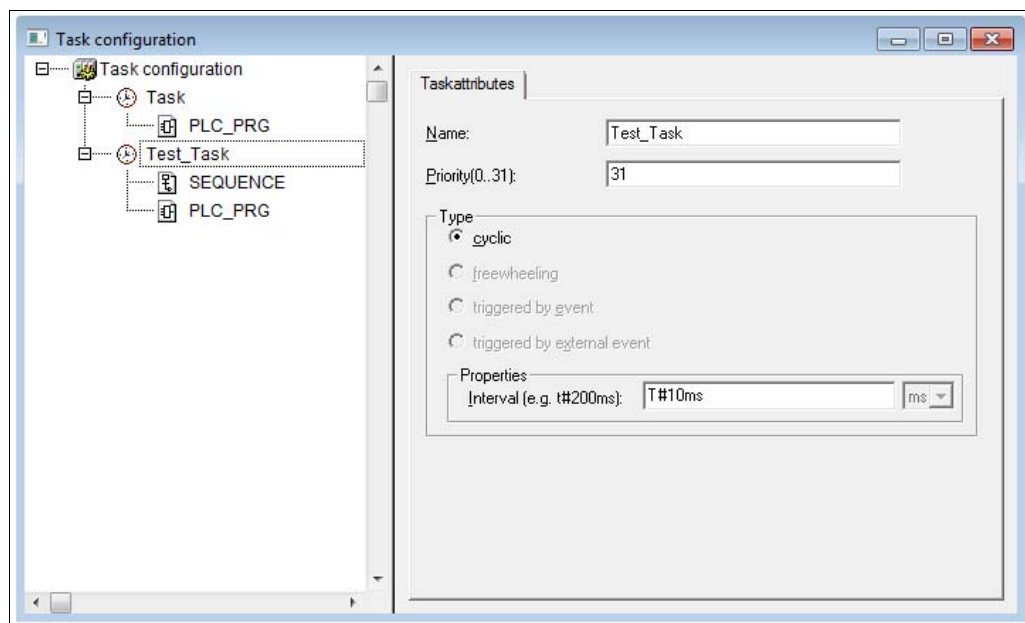 Task configuration
Task configuration
Task
PLC_PRG
Test_Task
SEQUENCE
PLC_PRG
Taskattributes
Name: Test_Task
Priority(0..31): 31
Type
cyclic
freewheeling
triggered by event
triggered by external event
Properties
Interval (e.g. t#200ms): T#10ms ms